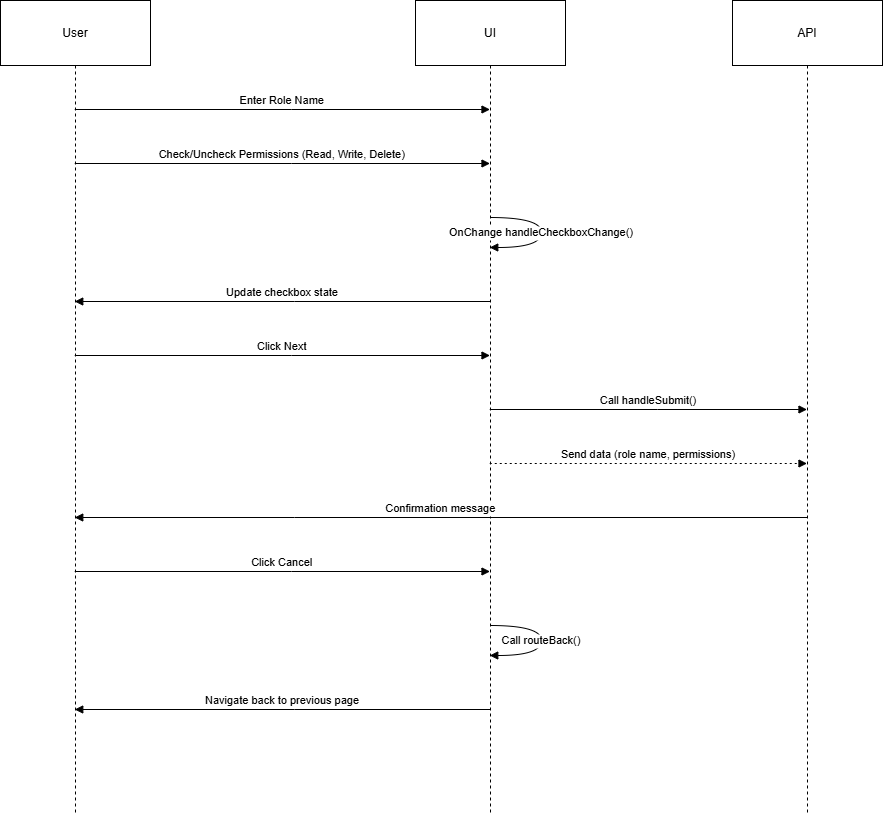 User
UI
API
Enter Role Name
Check/Uncheck Permissions (Read, Write, Delete)
OnChange handleCheckboxChange()
Update checkbox state
Click Next
Call handleSubmit()
Send data (role name, permissions)
Confirmation message
Click Cancel
Call routeBack()
Navigate back to previous page